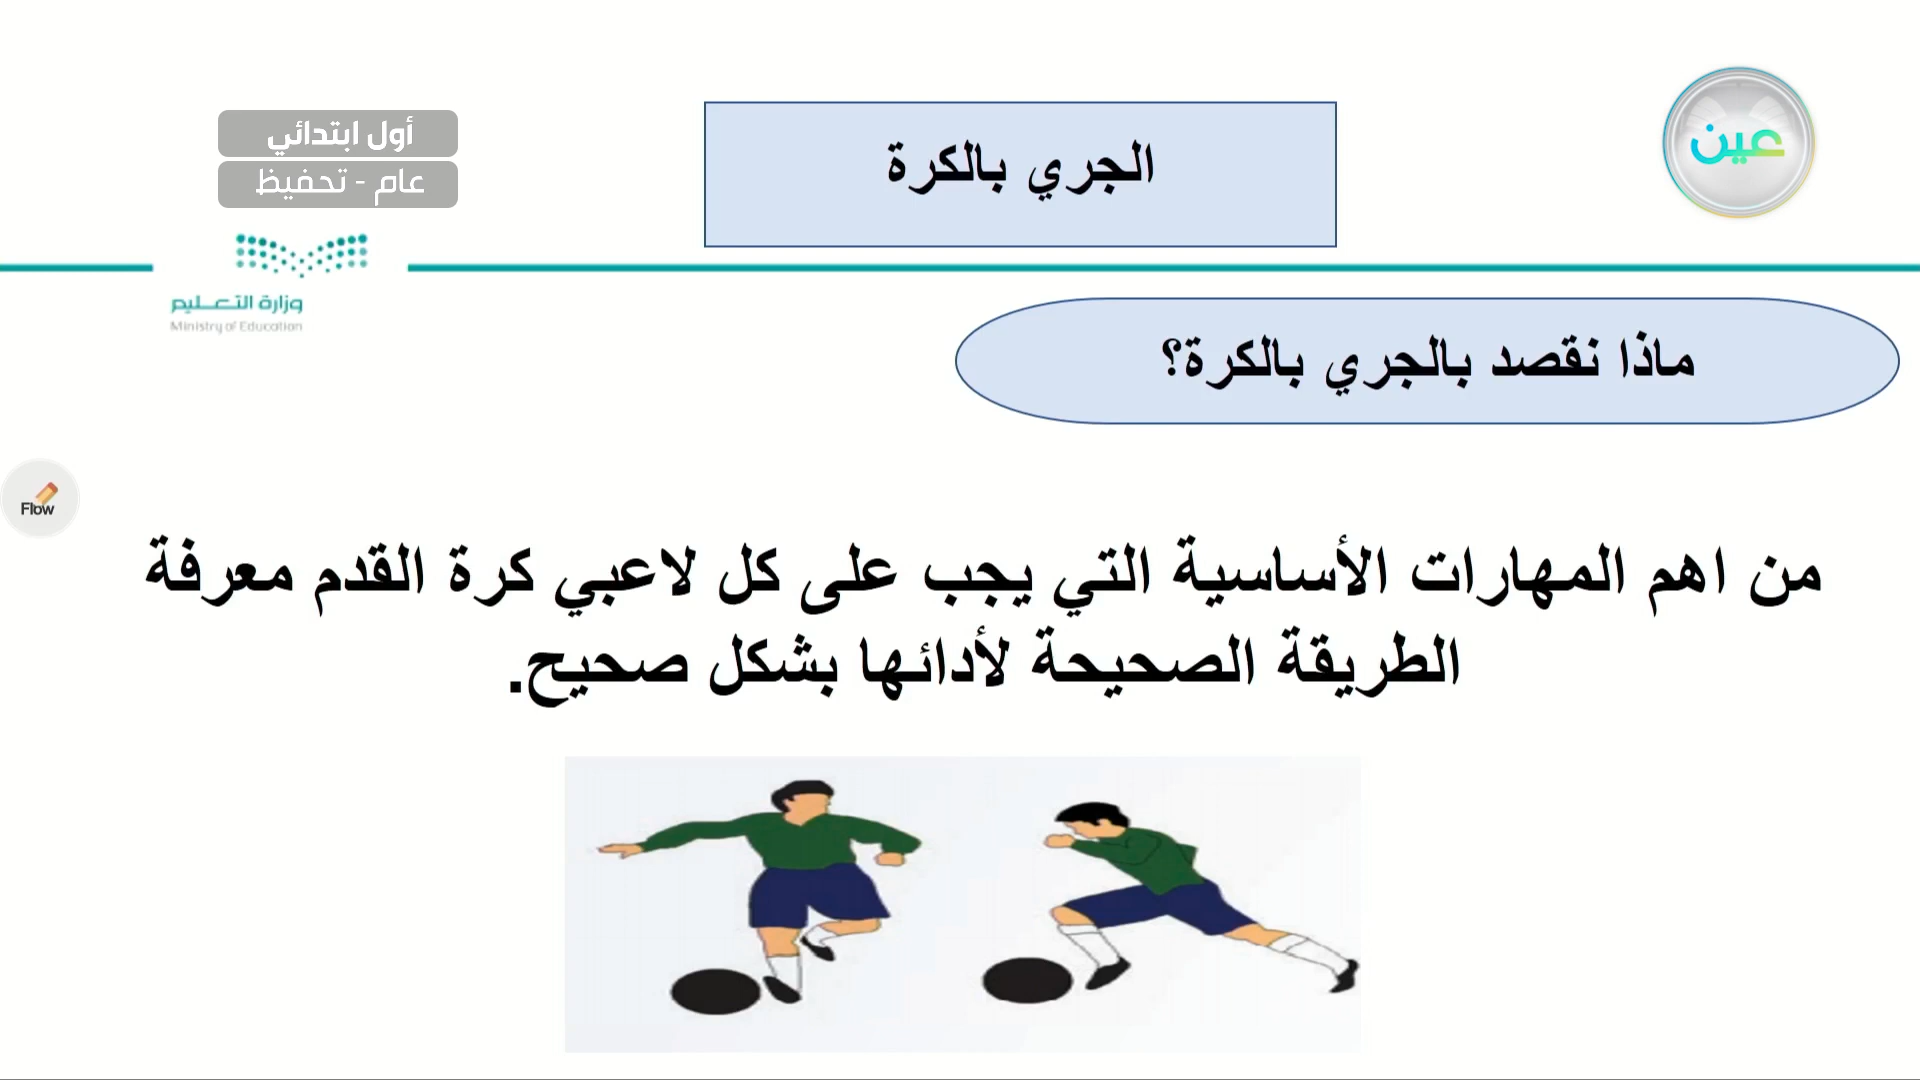 عين
الجري بالكرة
أول ابتدائي
عام - تحفيظ
وزارة التعليم
Ministry of Education
ماذا نقصد بالجري بالكرة؟
Flow
من اهم المهارات الأساسية التي يجب على كل لاعبي كرة القدم معرفة
الطريقة الصحيحة لأدائها بشكل صحيح.